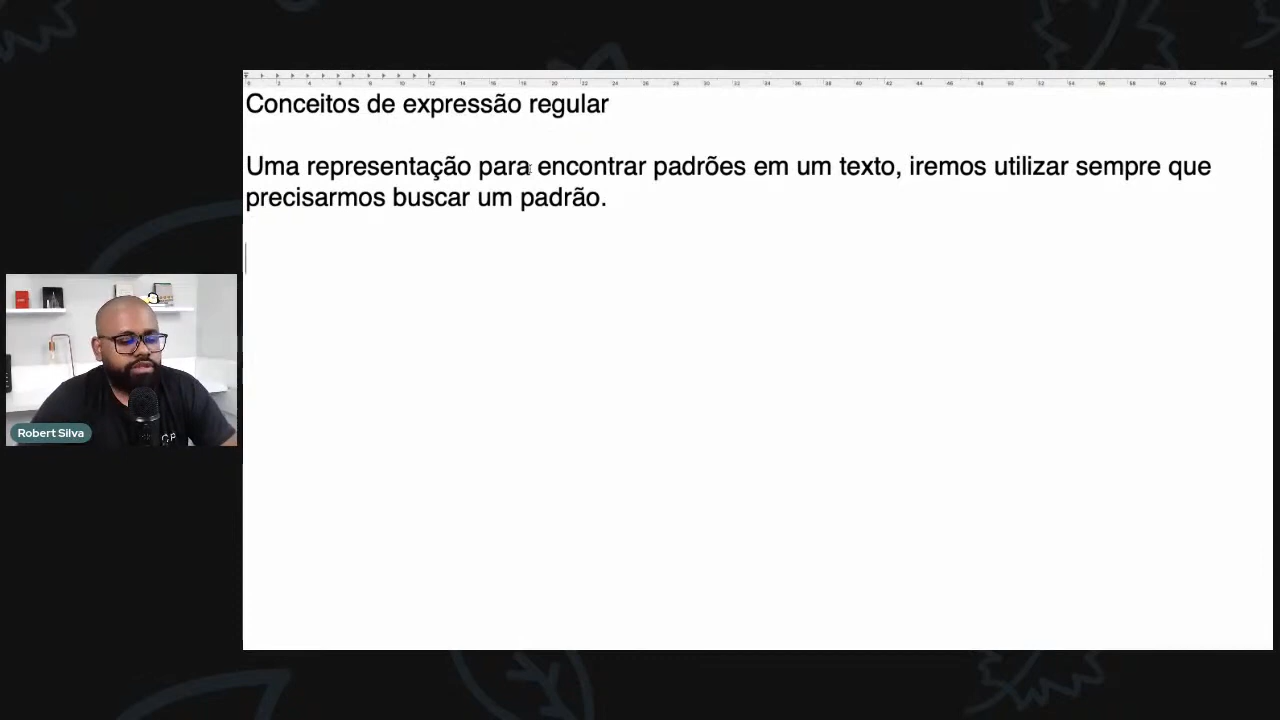 Conceitos de expressão regular
Uma representação para encontrar padrões em um texto, iremos utilizar sempre que
precisarmos buscar um padrão.
Robert Silva